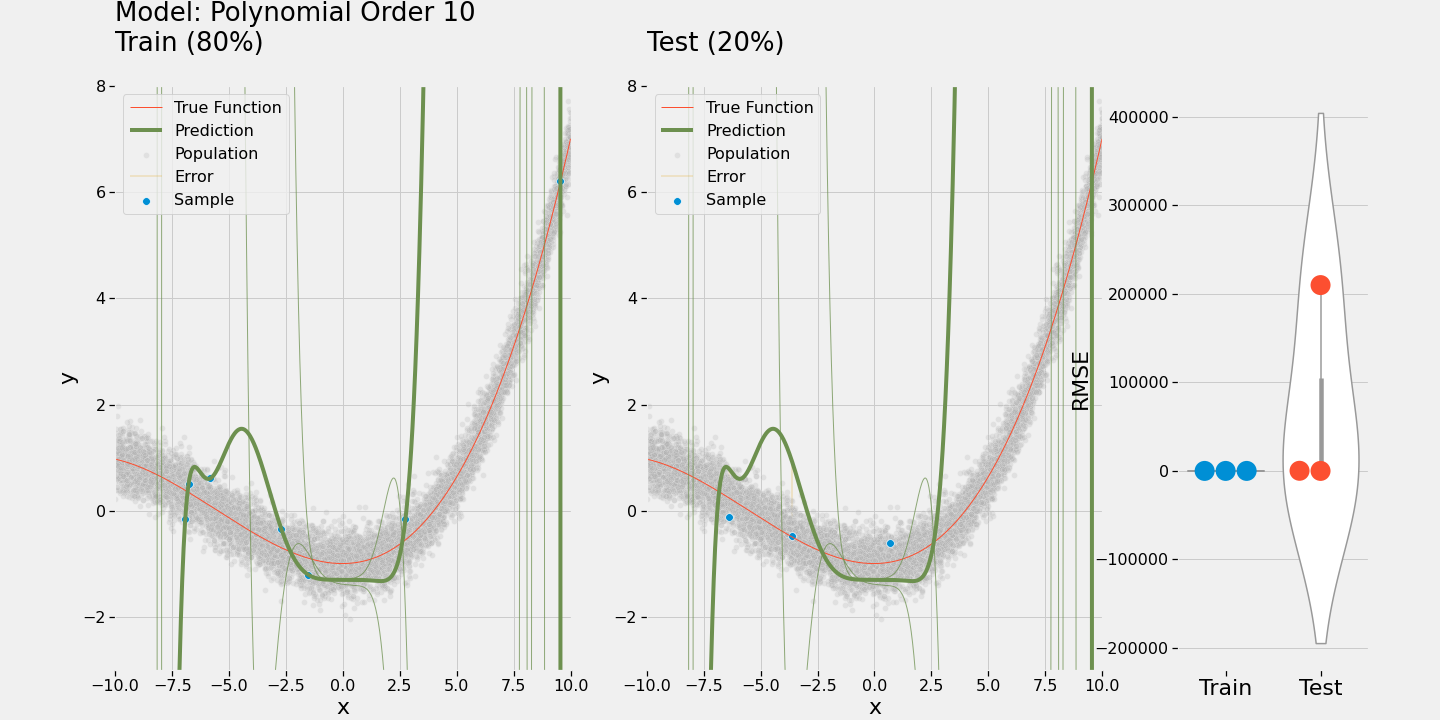 Model: Polynomial Order 10
Train (80%)
Test (20%)
8
6
4
2
0
−2
y
True Function
Prediction
Population
Error
Sample
−10.0
−7.5
−5.0
−2.5
0.0
2.5
5.0
7.5
10.0
x
8
6
4
2
0
−2
y
True Function
Prediction
Population
Error
Sample
−10.0
−7.5
−5.0
−2.5
0.0
2.5
5.0
7.5
10.0
x
RMSE
400000
300000
200000
100000
0
−100000
−200000
Train
Test